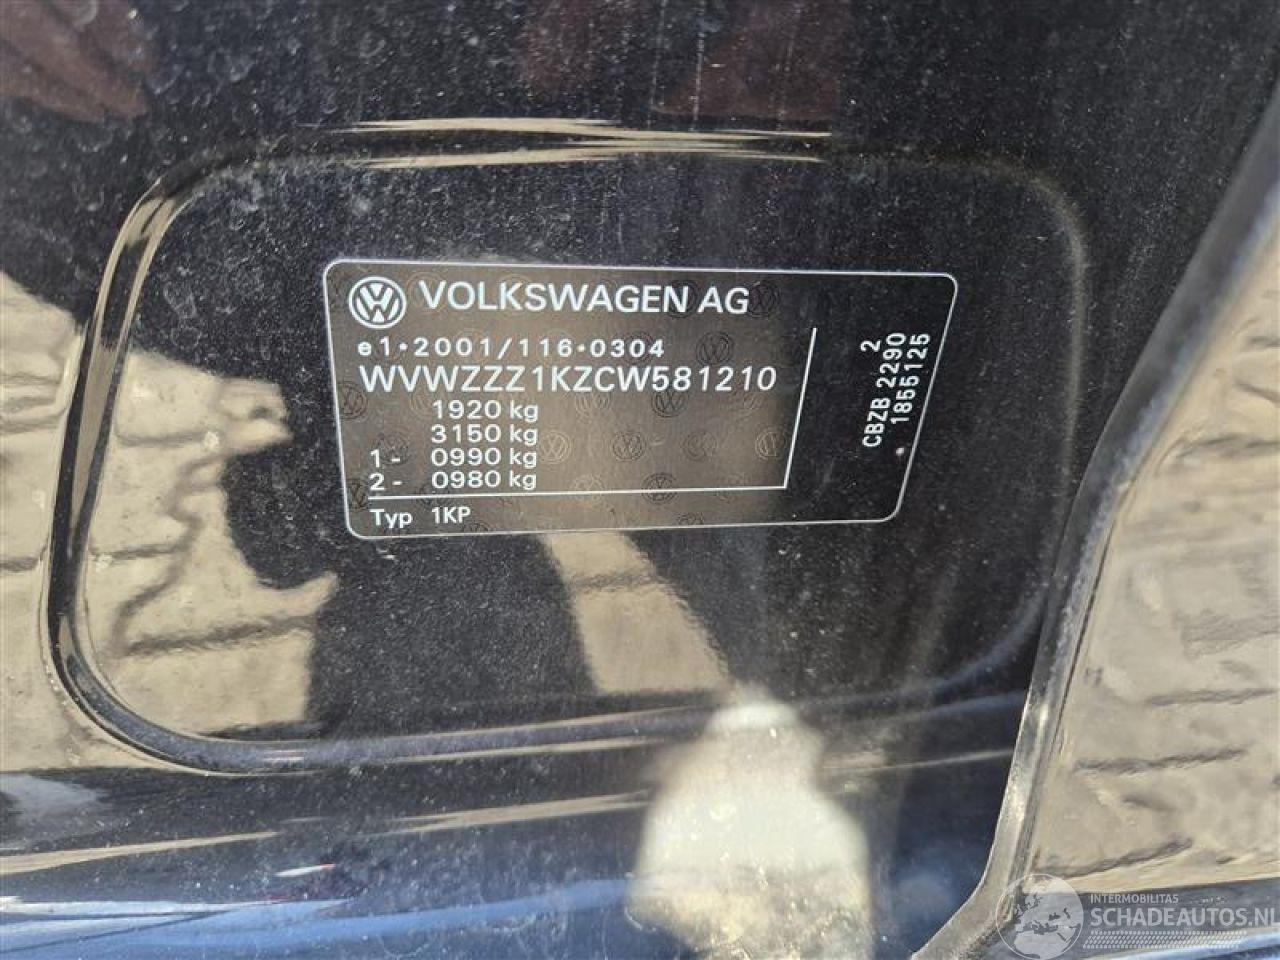 VOLKSWAGEN AG
e1*2001/116*0304
WVWZZZ1KZCW581210
1920 kg
3150 kg
1 - 0990 kg
2 - 0980 kg
Typ 1KP
2
CBZB 2290
1855125
INTERMOBILITAS
SCHADEAUTOS.NL